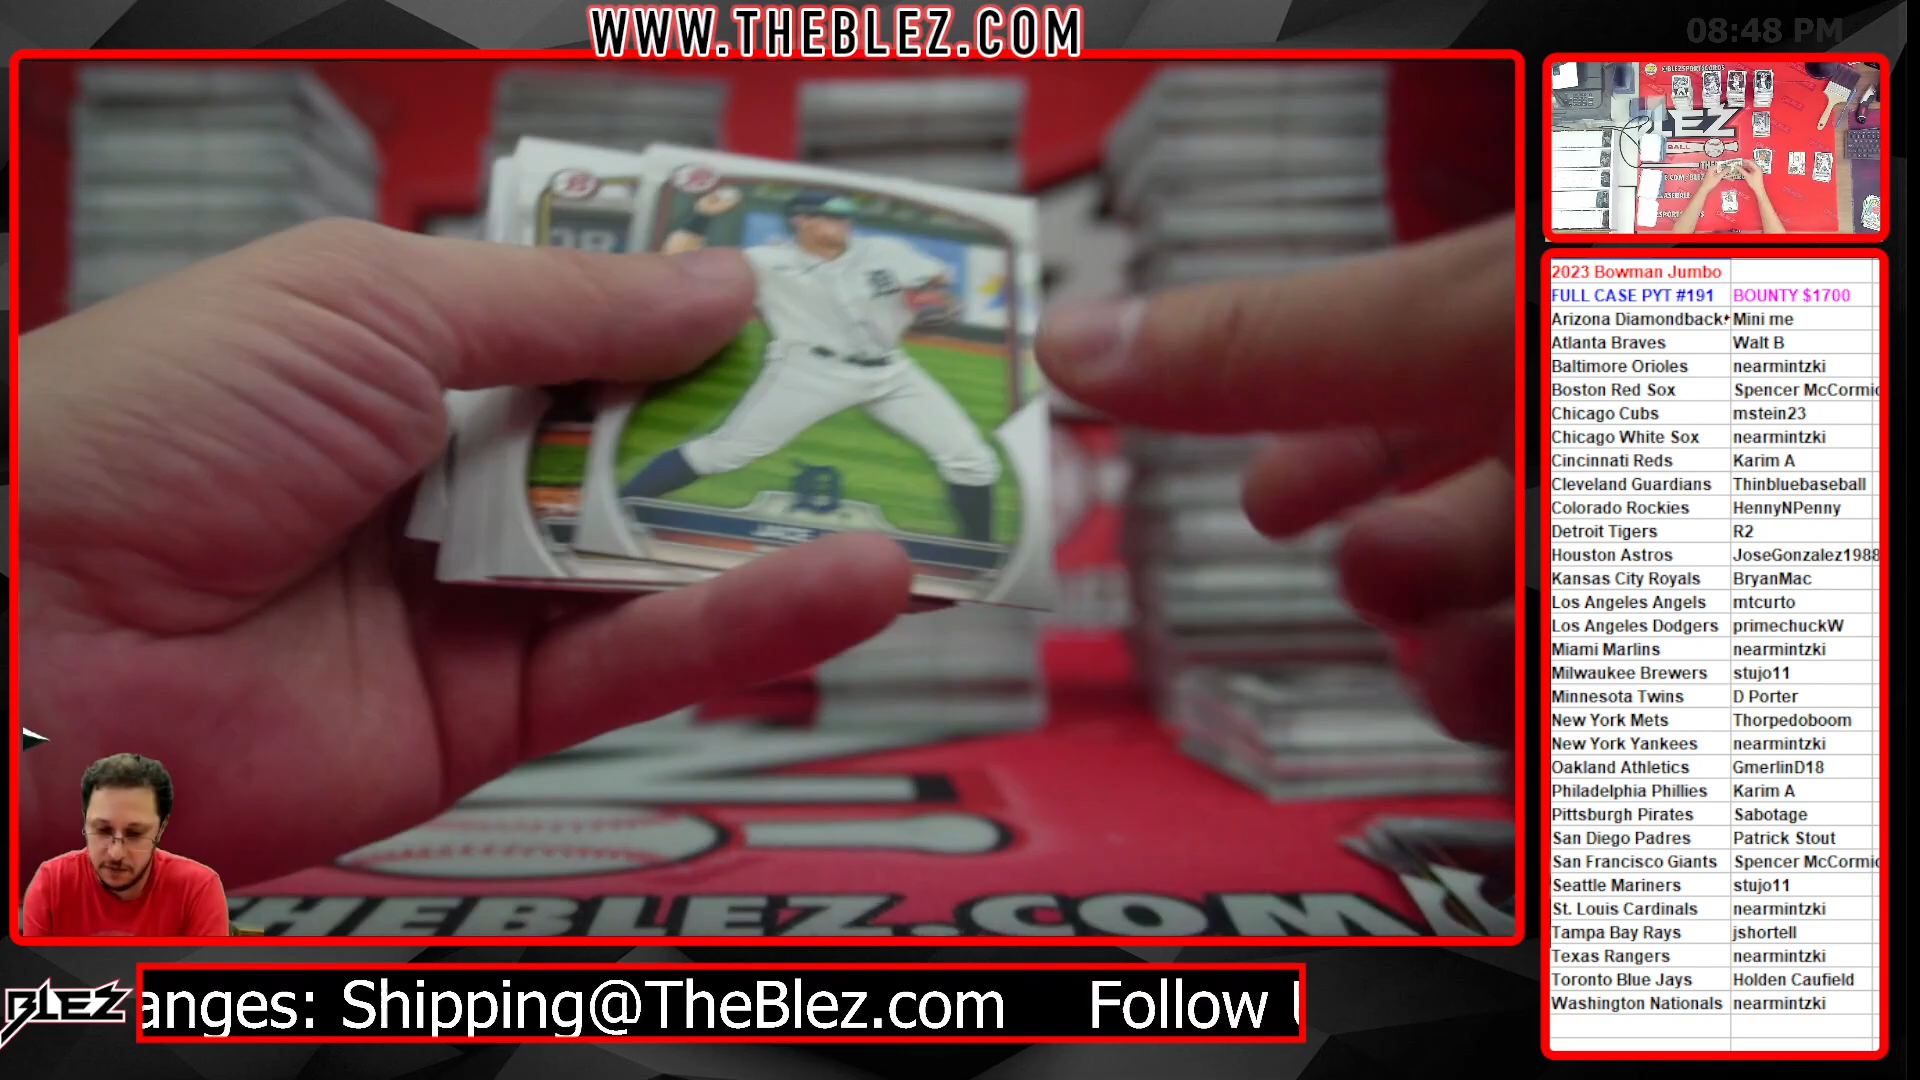 WWW.THEBLEZ.COM
08:48 PM
JACE
THEBLEZ.COM
BLEZ
BALL
2023 Bowman Jumbo
FULL CASE PYT #191 BOUNTY $1700
Arizona Diamondback Mini me
Atlanta Braves Walt B
Baltimore Orioles nearmintzki
Boston Red Sox Spencer McCormic
Chicago Cubs mstein23
Chicago White Sox nearmintzki
Cincinnati Reds Karim A
Cleveland Guardians Thinbluebaseball
Colorado Rockies HennyNPenny
Detroit Tigers R2
Houston Astros JoseGonzalez1988
Kansas City Royals BryanMac
Los Angeles Angels mtcurto
Los Angeles Dodgers primechuckW
Miami Marlins nearmintzki
Milwaukee Brewers stujo11
Minnesota Twins D Porter
New York Mets Thorpedoboom
New York Yankees nearmintzki
Oakland Athletics GmerlinD18
Philadelphia Phillies Karim A
Pittsburgh Pirates Sabotage
San Diego Padres Patrick Stout
San Francisco Giants Spencer McCormic
Seattle Mariners stujo11
St. Louis Cardinals nearmintzki
Tampa Bay Rays jshortell
Texas Rangers nearmintzki
Toronto Blue Jays Holden Caufield
Washington Nationals nearmintzki
BLEZ
anges: Shipping@TheBlez.com Follow